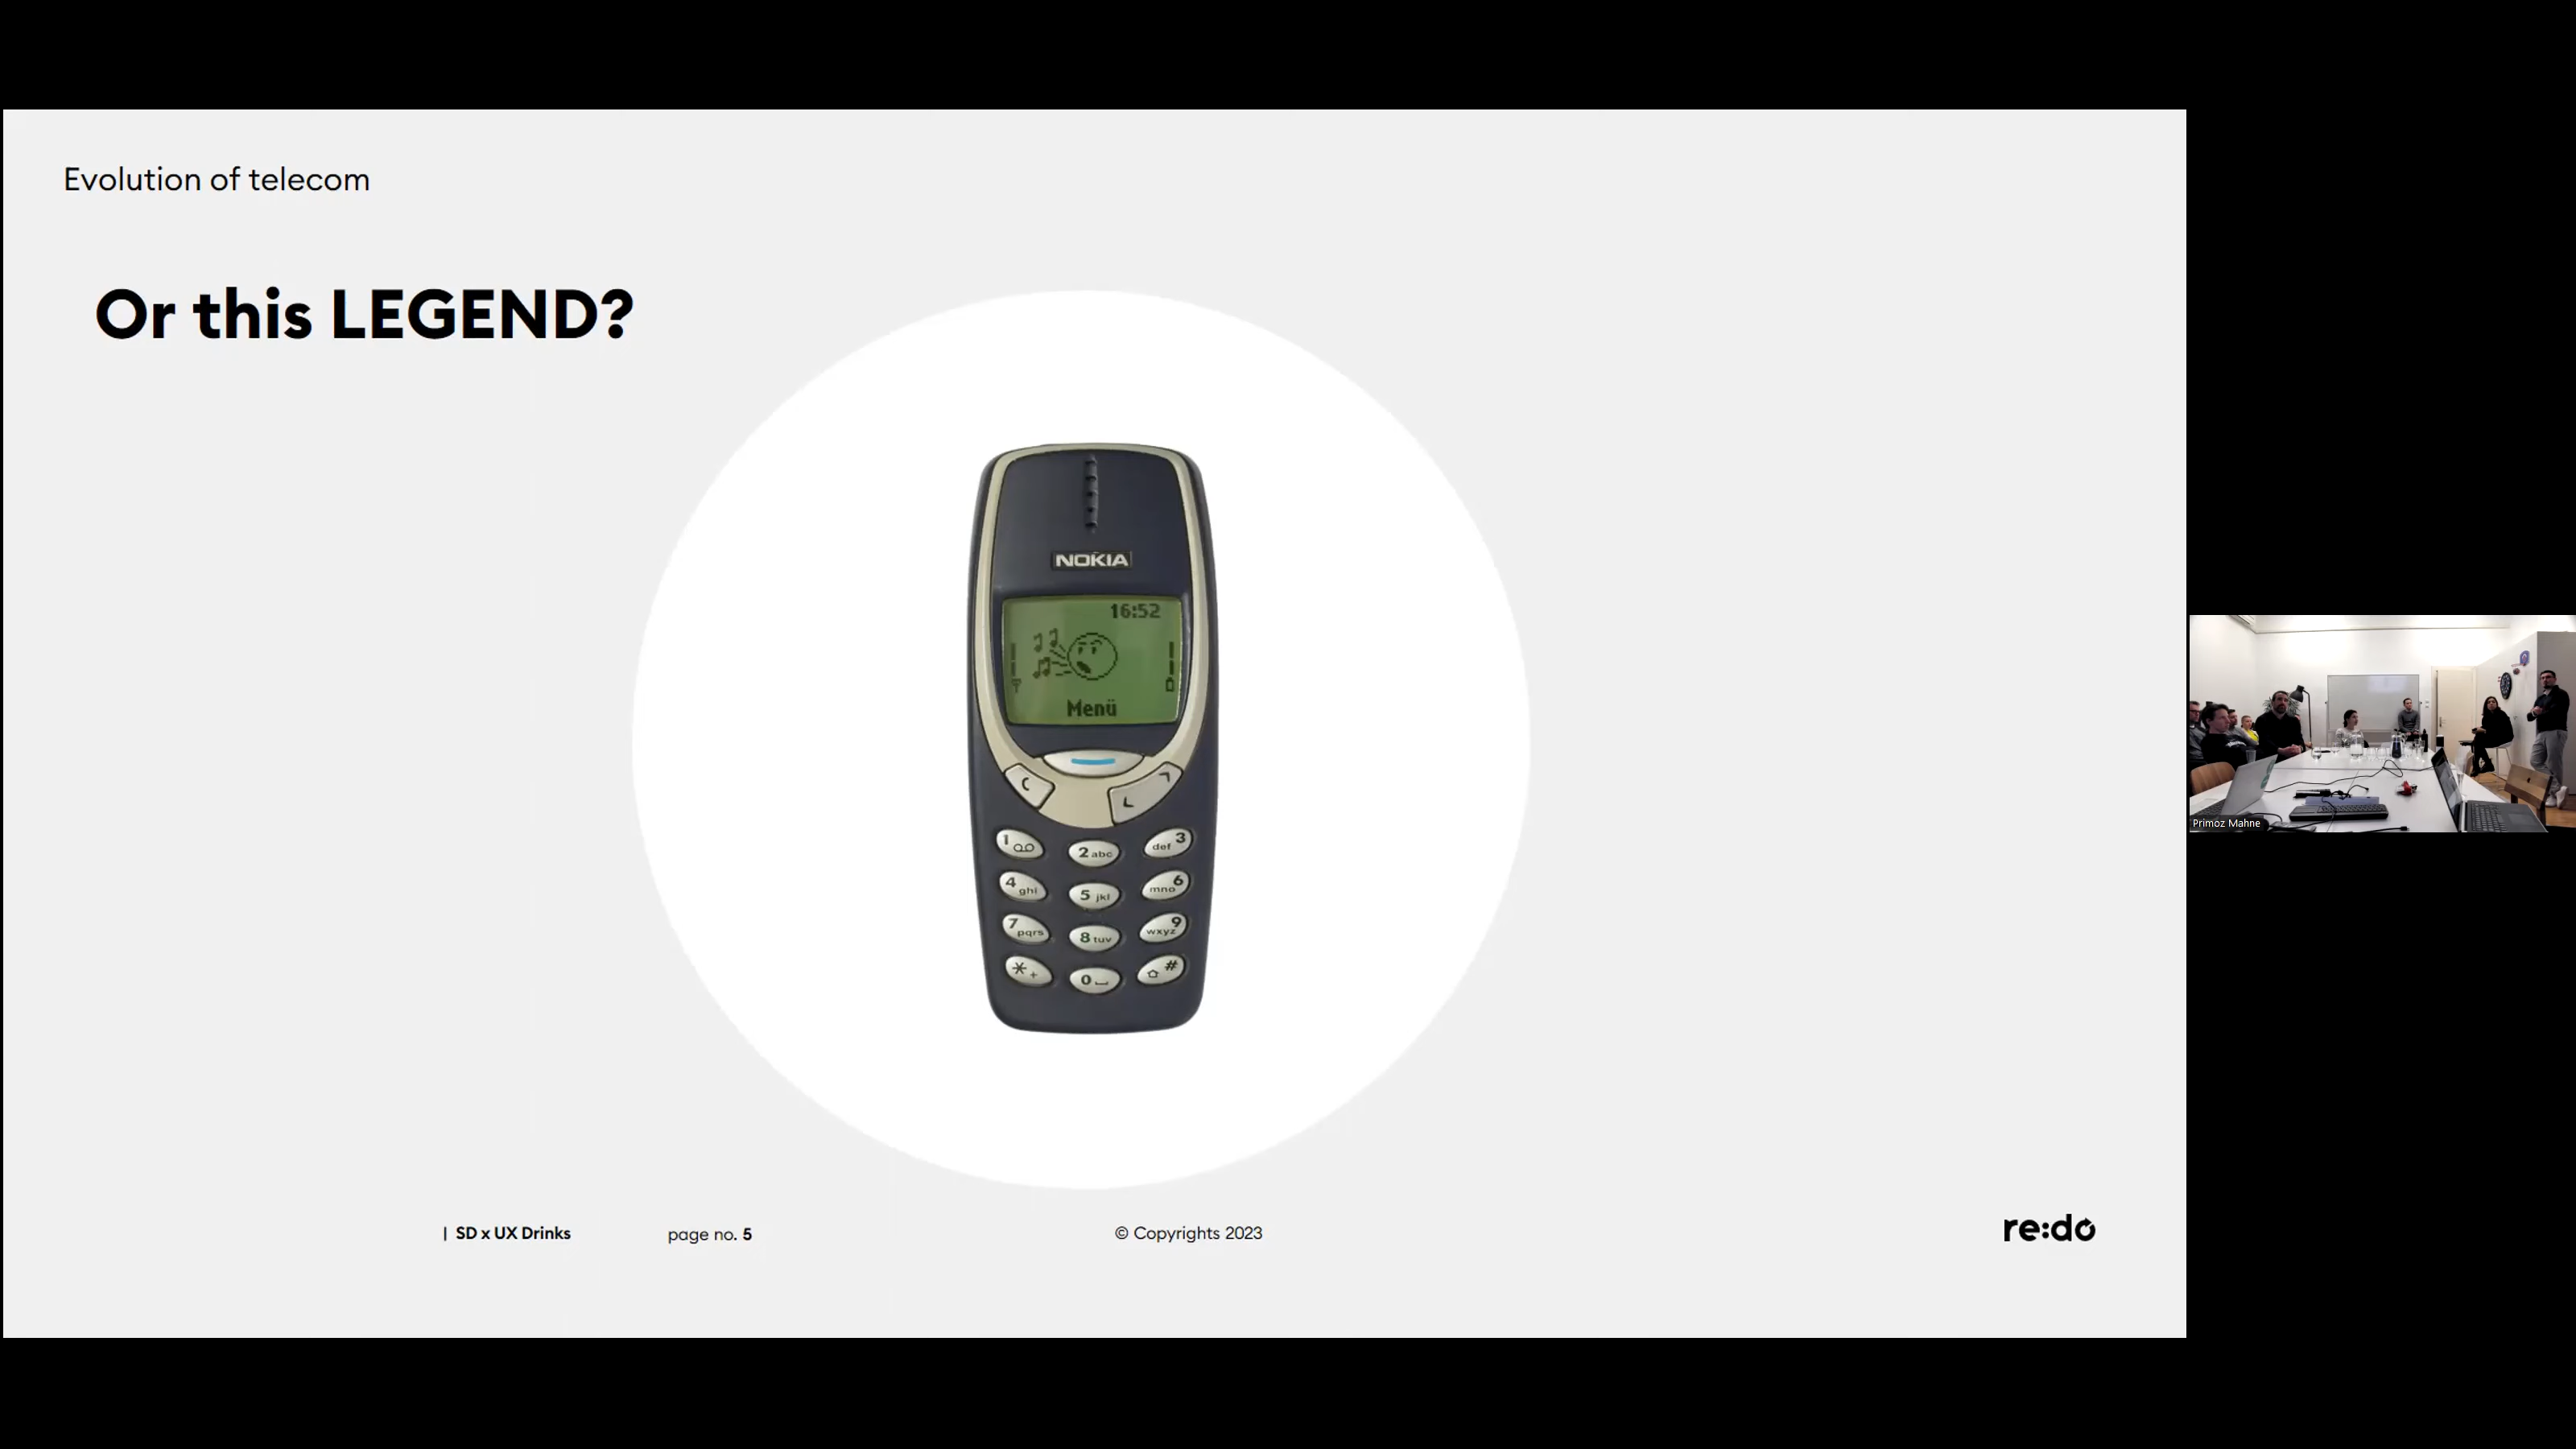 Evolution of telecom
Or this LEGEND?
NOKIA
16:52
Menü
1
2 abc
def 3
4 ghi
5 jkl
mno 6
7 pqrs
8 tuv
wxyz 9
* +
0
#
| SD x UX Drinks
page no. 5
© Copyrights 2023
re:do
Primoz Mahne